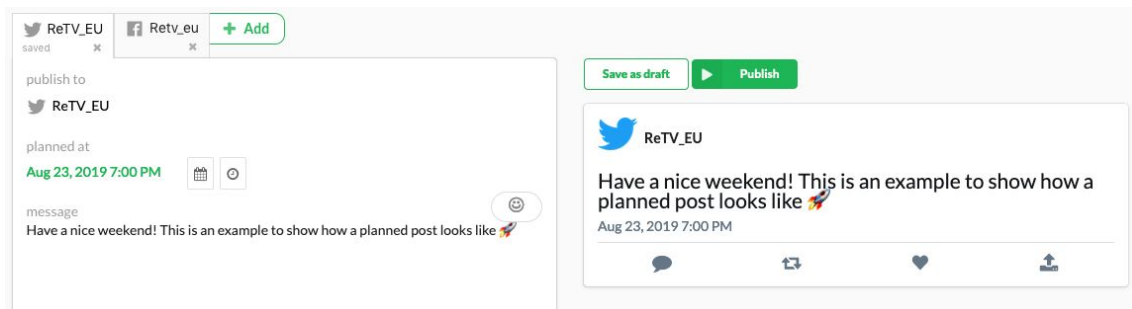 ReTV_EU
saved
Retv_eu
Add
publish to
ReTV_EU
planned at
Aug 23, 2019 7:00 PM
message
Have a nice weekend! This is an example to show how a planned post looks like 🚀
Save as draft
Publish
ReTV_EU
Have a nice weekend! This is an example to show how a
planned post looks like 🚀
Aug 23, 2019 7:00 PM